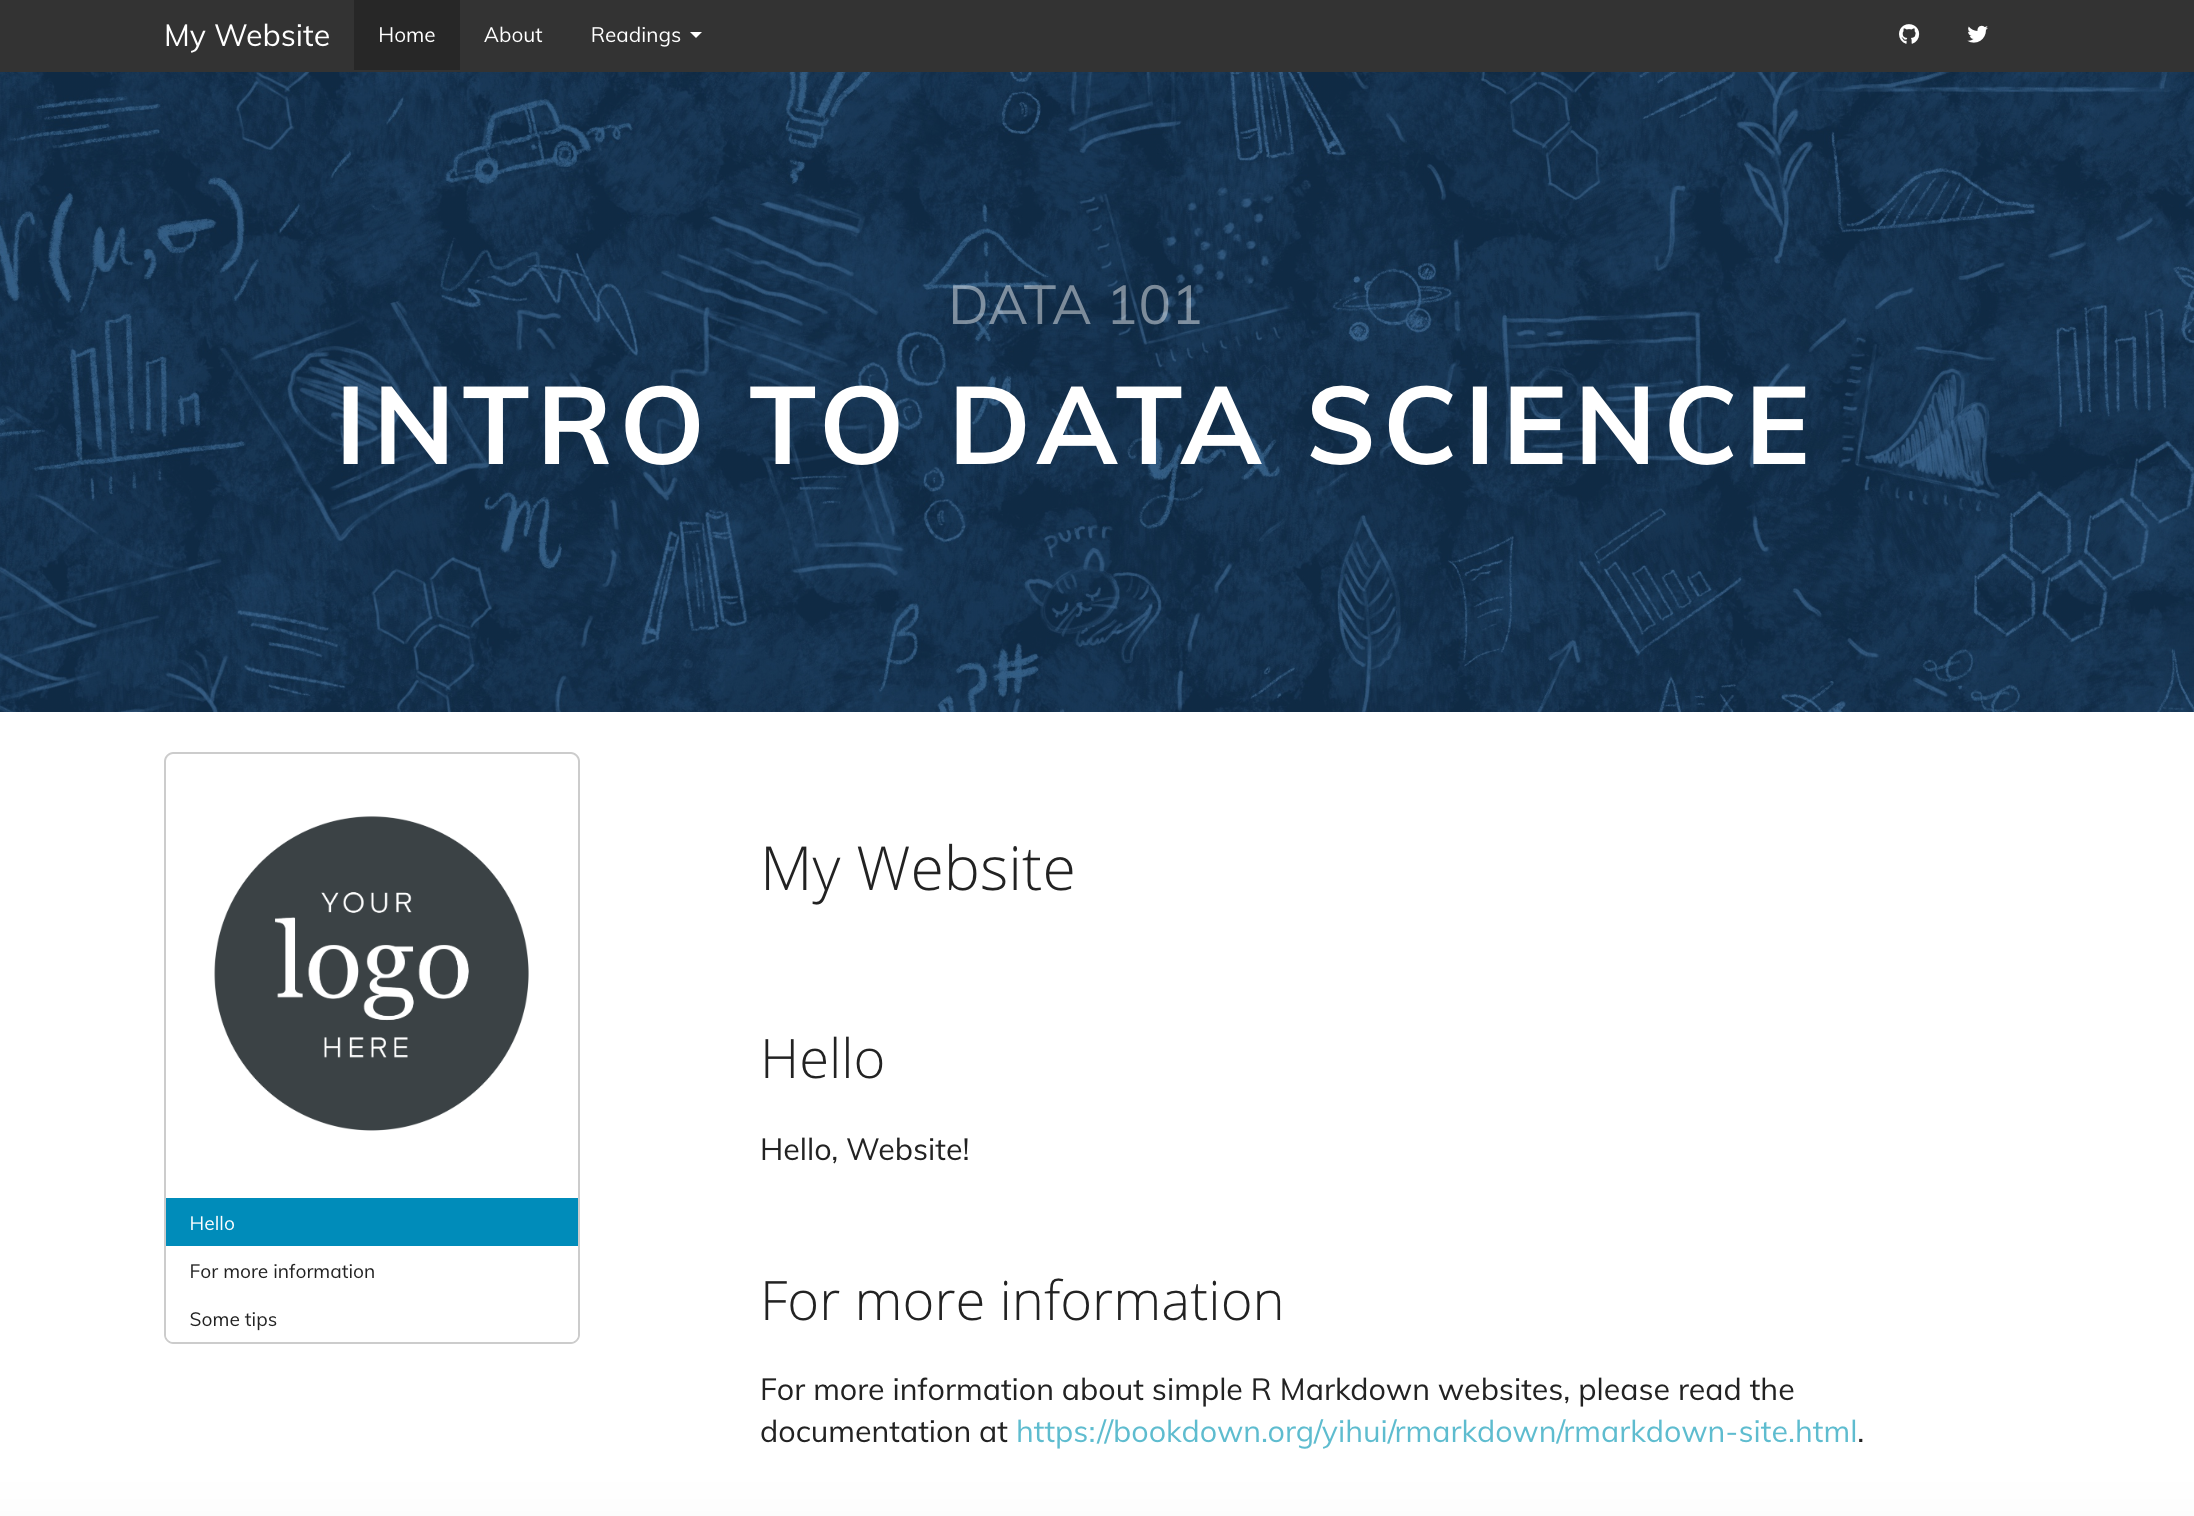 My Website
Home
About
Readings
purrr
DATA 101
INTRO TO DATA SCIENCE
m
β
?#
YOUR
logo
HERE
Hello
For more information
Some tips
My Website
Hello
Hello, Website!
For more information
For more information about simple R Markdown websites, please read the
documentation at https://bookdown.org/yihui/rmarkdown/rmarkdown-site.html.